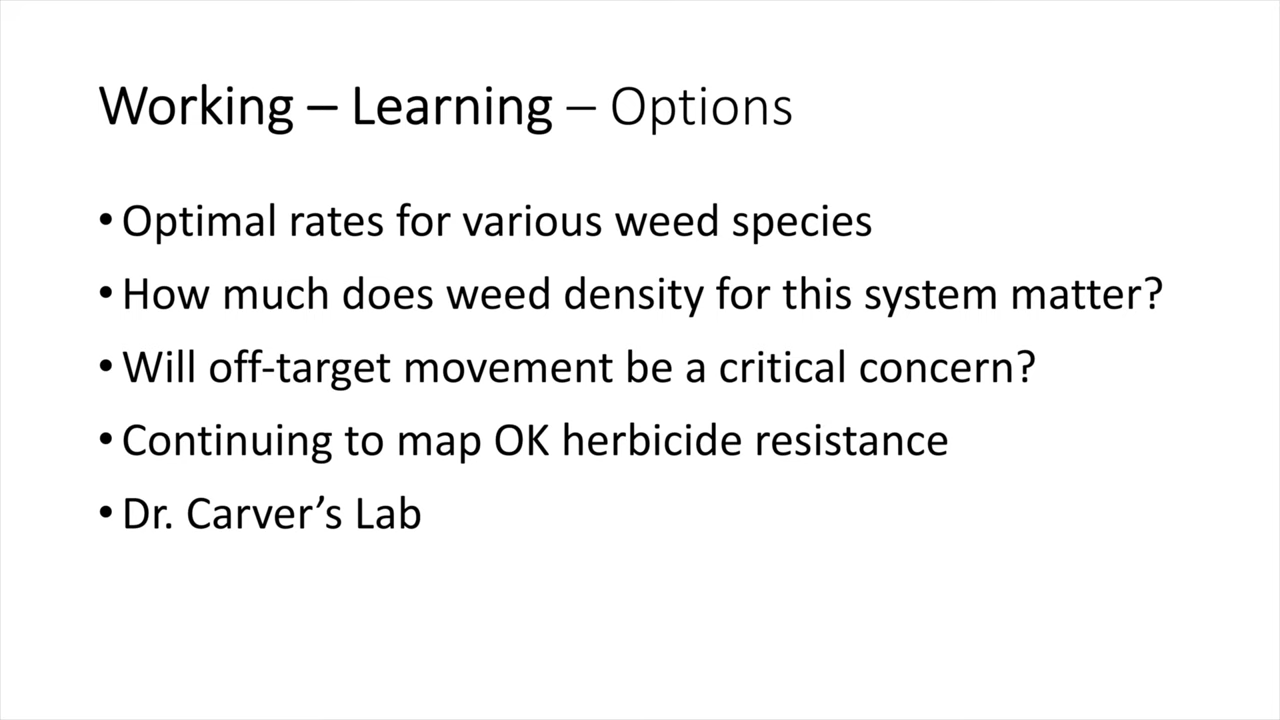 Working – Learning – Options
• Optimal rates for various weed species
• How much does weed density for this system matter?
• Will off-target movement be a critical concern?
• Continuing to map OK herbicide resistance
• Dr. Carver’s Lab